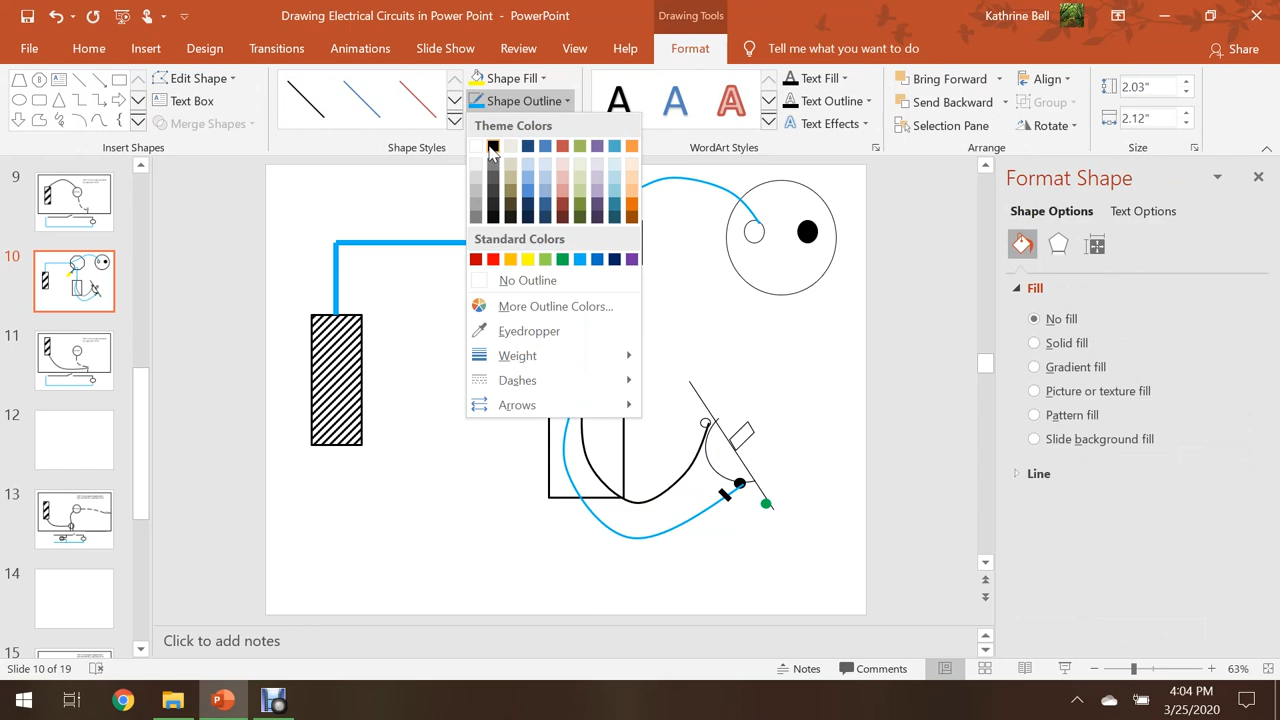 Drawing Electrical Circuits in Power Point - PowerPoint
Drawing Tools
Kathrine Bell
File Home Insert Design Transitions Animations Slide Show Review View Help Format Tell me what you want to do Share
Edit Shape
Text Box
Merge Shapes
Insert Shapes
Shape Fill
Shape Outline
Shape Styles
A A A
Text Fill
Text Outline
Text Effects
WordArt Styles
Bring Forward
Send Backward
Selection Pane
Align
Group
Rotate
Arrange
2.03"
2.12"
Size
Theme Colors
Standard Colors
No Outline
More Outline Colors...
Eyedropper
Weight
Dashes
Arrows
9
10
11
12
13
14
15
Format Shape
Shape Options Text Options
Fill
No fill
Solid fill
Gradient fill
Picture or texture fill
Pattern fill
Slide background fill
Line
Click to add notes
Slide 10 of 19
Notes Comments
63%
4:04 PM
3/25/2020